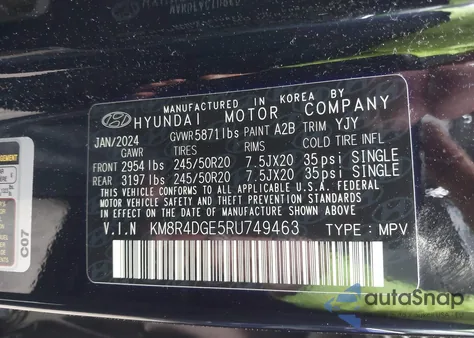 MANUFACTURED IN KOREA BY
HYUNDAI MOTOR COMPANY
JAN/2024 GVWR 5871 lbs PAINT A2B TRIM YJY
GAWR TIRES RIMS COLD TIRE INFL
FRONT 2954 lbs 245/50R20 7.5JX20 35psi SINGLE
REAR 3197 lbs 245/50R20 7.5JX20 35psi SINGLE
THIS VEHICLE CONFORMS TO ALL APPLICABLE U.S.A. FEDERAL
MOTOR VEHICLE SAFETY AND THEFT PREVENTION STANDARDS
IN EFFECT ON THE DATE OF MANUFACTURE SHOWN ABOVE.
V.I.N KM8R4DGE5RU749463 TYPE : MPV
C07
autoSnap